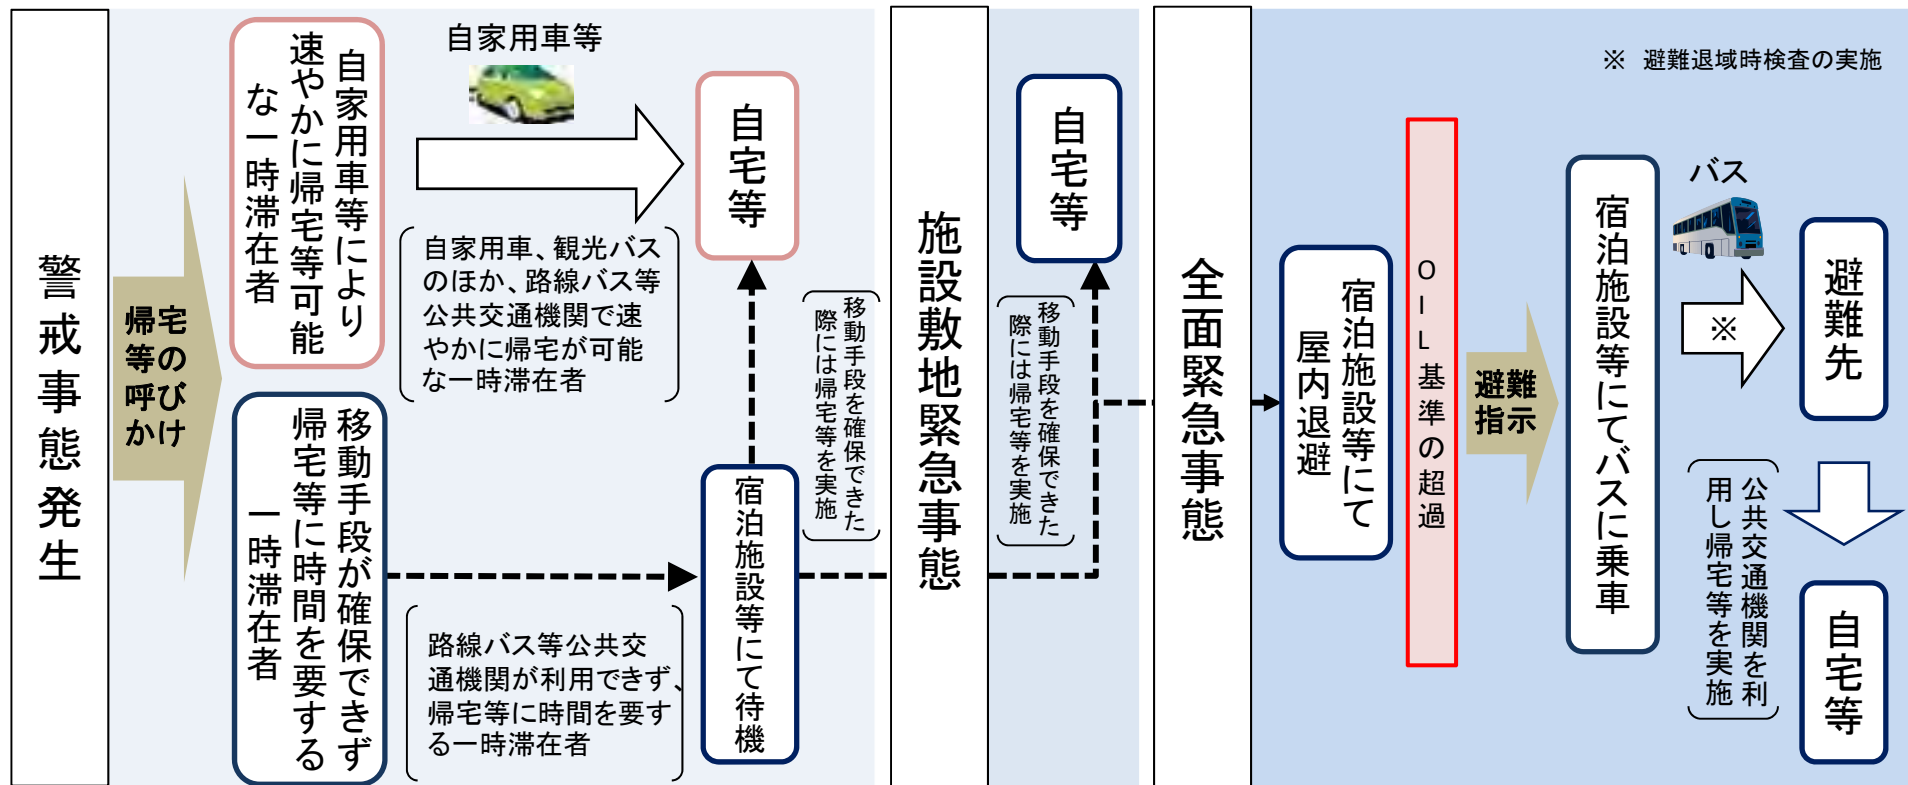 警戒事態発生
帰宅
等の
呼び
かけ
自家用車等により
速やかに帰宅等可能
な一時滞在者
移動手段が確保できず
帰宅等に時間を要する
一時滞在者
自家用車等
自家用車、観光バス
のほか、路線バス等
公共交通機関で速
やかに帰宅が可能
な一時滞在者
路線バス等公共交
通機関が利用できず、
帰宅等に時間を要す
る一時滞在者
自宅等
宿泊施設等にて待機
移動手段を確保できた
際には帰宅等を実施
施設敷地緊急事態
自宅等
移動手段を確保できた
際には帰宅等を実施
全面緊急事態
宿泊施設等にて
屋内退避
OIL基準の超過
避難
指示
宿泊施設等にてバスに乗車
※ 避難退域時検査の実施
バス
※
避難先
公共交通機関を利
用し帰宅等を実施
自宅等